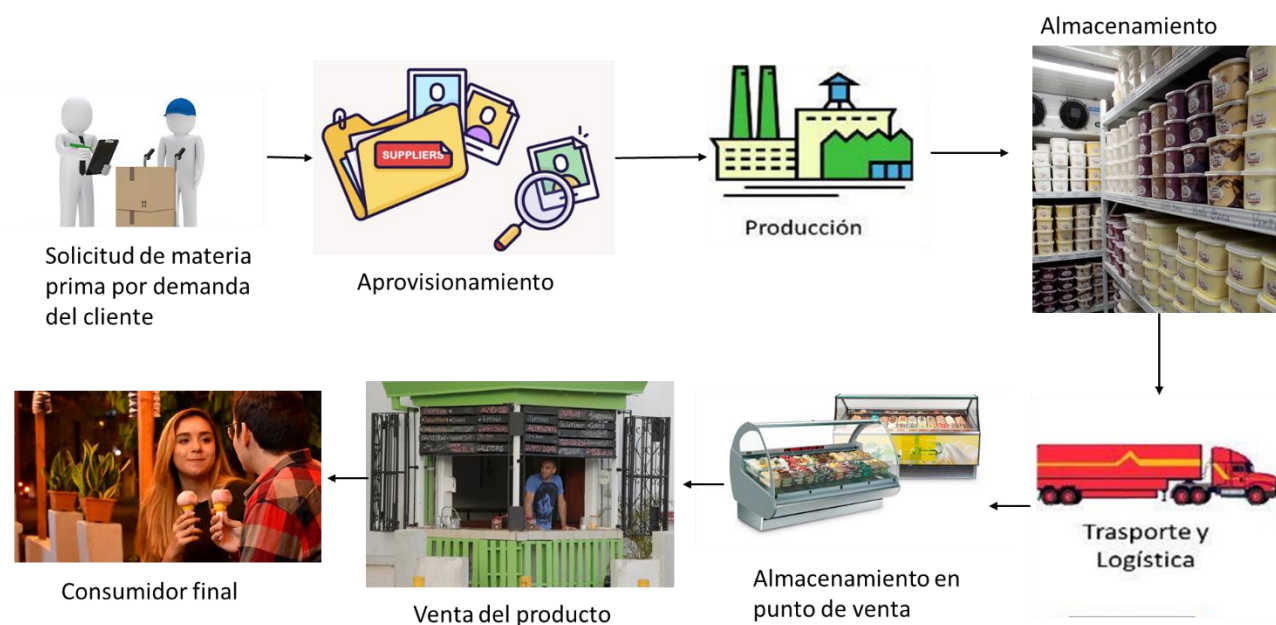 Almacenamiento
SUPPLIERS
Producción
Solicitud de materia
prima por demanda
del cliente
Aprovisionamiento
Trasporte y
Logística
Almacenamiento en
punto de venta
Venta del producto
Consumidor final